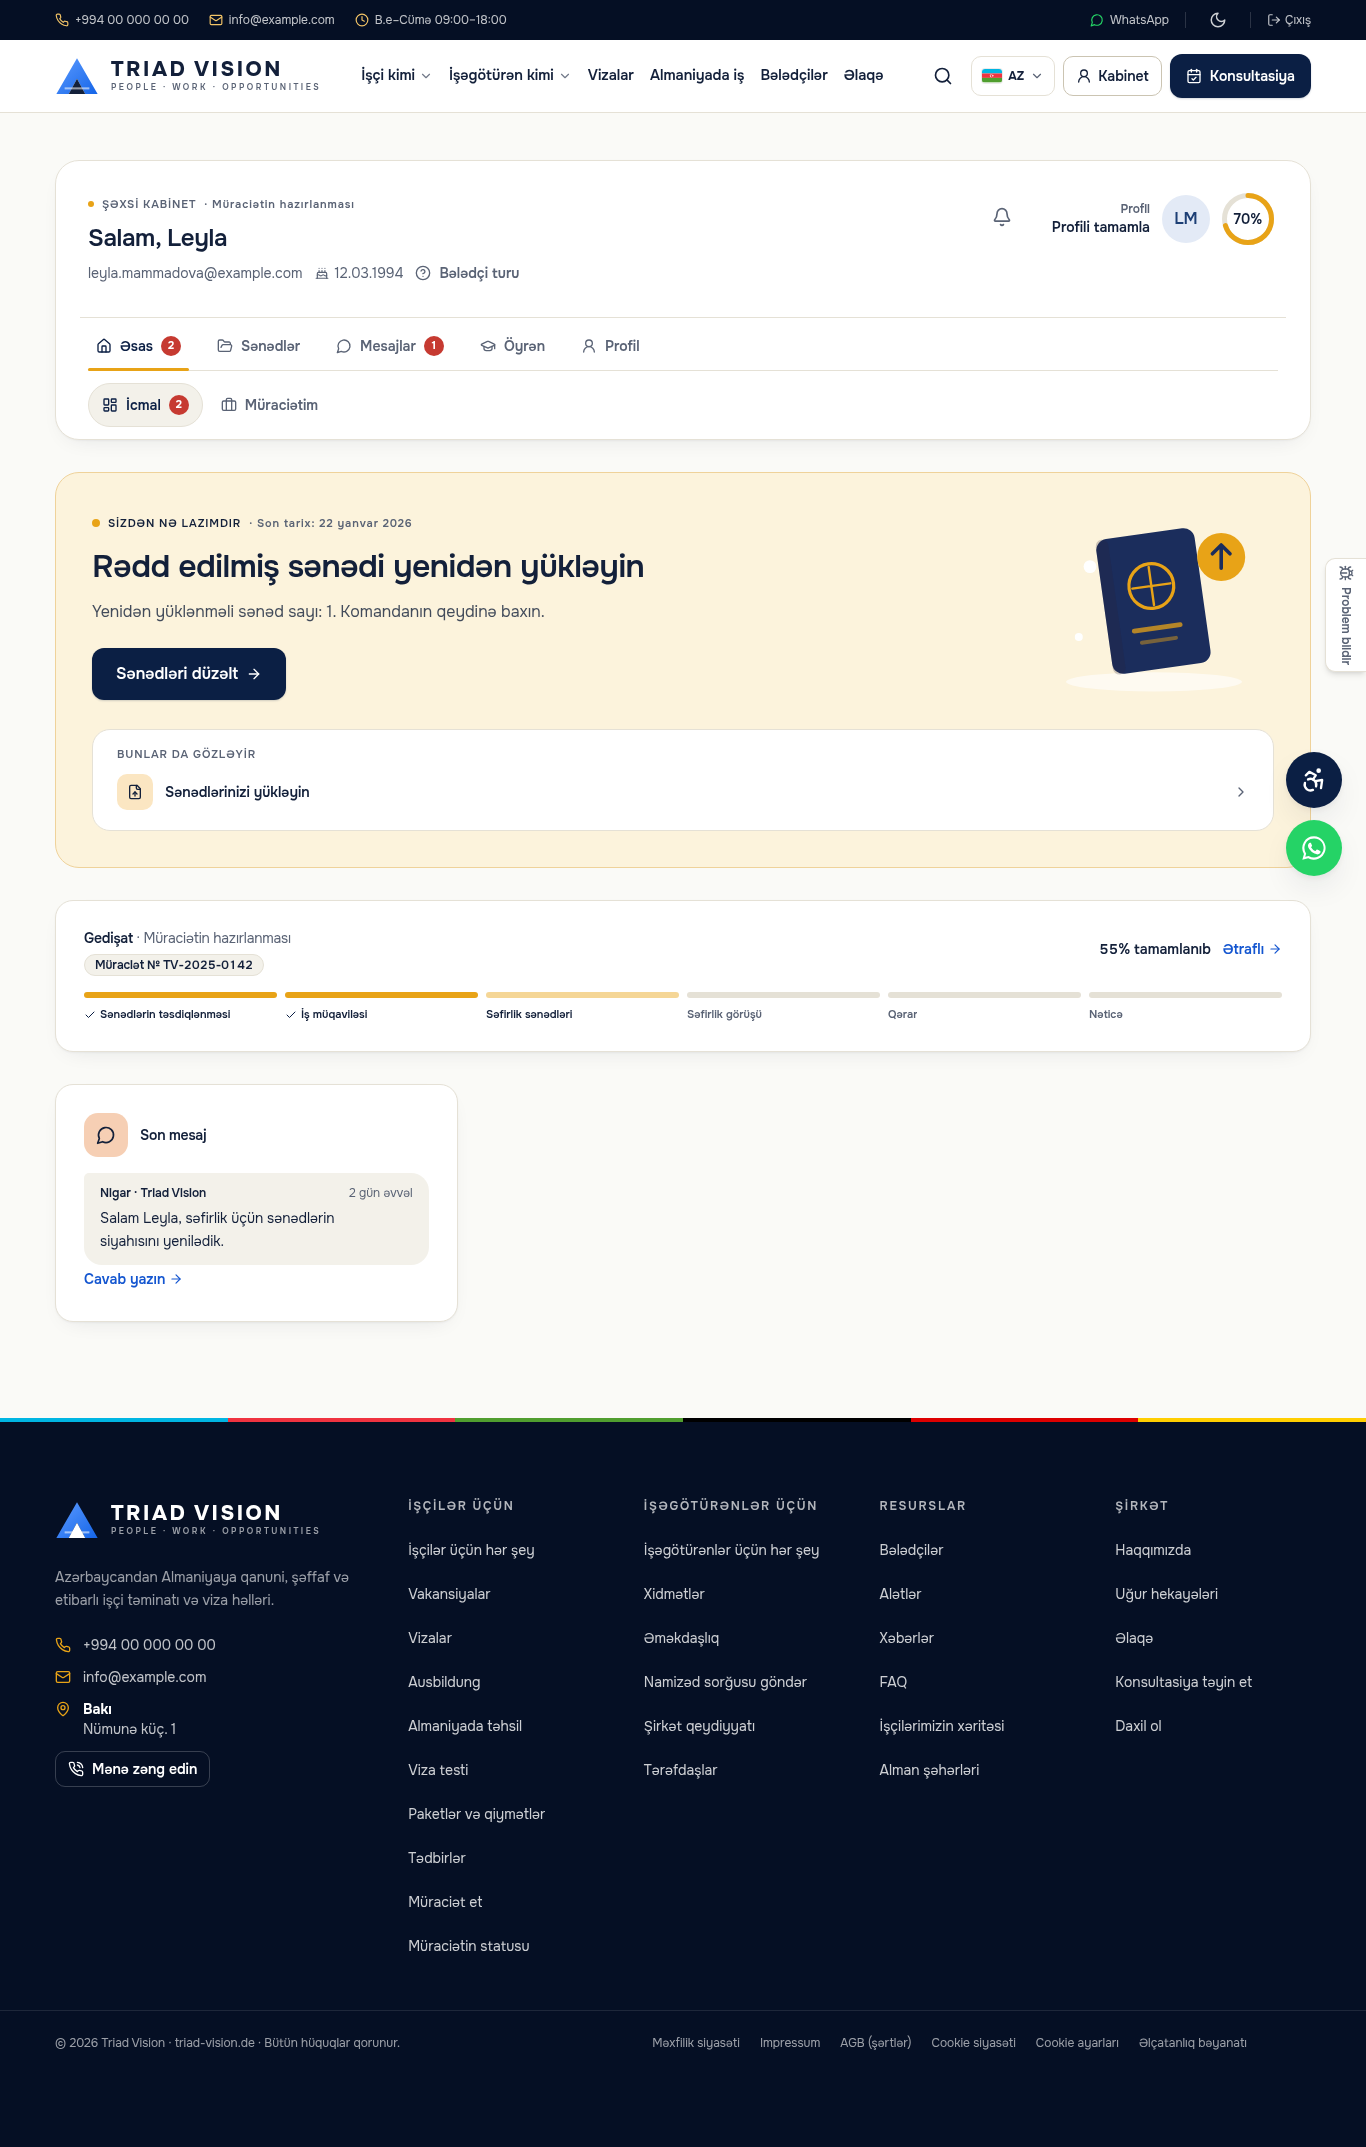 +994 00 000 00 00 info@example.com B.e–Cümə 09:00–18:00 WhatsApp Çıxış
TRIAD VISION
PEOPLE · WORK · OPPORTUNITIES
İşçi kimi İşəgötürən kimi Vizalar Almaniyada iş Bələdçilər Əlaqə AZ Kabinet Konsultasiya
ŞƏXSİ KABİNET · Müraciətin hazırlanması
Salam, Leyla
leyla.mammadova@example.com 12.03.1994 Bələdçi turu
Profil
Profili tamamla
LM
70%
Əsas 2 Sənədlər Mesajlar 1 Öyrən Profil
İcmal 2 Müraciətim
SİZDƏN NƏ LAZIMDIR · Son tarix: 22 yanvar 2026
Rədd edilmiş sənədi yenidən yükləyin
Yenidən yüklənməli sənəd sayı: 1. Komandanın qeydinə baxın.
Sənədləri düzəlt
BUNLAR DA GÖZLƏYİR
Sənədlərinizi yükləyin
Problem bildir
Gedişat · Müraciətin hazırlanması
Müraciət № TV-2025-0142
55% tamamlanıb Ətraflı
Sənədlərin təsdiqlənməsi İş müqaviləsi Səfirlik sənədləri Səfirlik görüşü Qərar Nəticə
Son mesaj
Nigar · Triad Vision 2 gün əvvəl
Salam Leyla, səfirlik üçün sənədlərin
siyahısını yenilədik.
Cavab yazın
TRIAD VISION
PEOPLE · WORK · OPPORTUNITIES
Azərbaycandan Almaniyaya qanuni, şəffaf və
etibarlı işçi təminatı və viza həlləri.
+994 00 000 00 00
info@example.com
Bakı
Nümunə küç. 1
Mənə zəng edin
İŞÇİLƏR ÜÇÜN
İşçilər üçün hər şey
Vakansiyalar
Vizalar
Ausbildung
Almaniyada təhsil
Viza testi
Paketlər və qiymətlər
Tədbirlər
Müraciət et
Müraciətin statusu
İŞƏGÖTÜRƏNLƏR ÜÇÜN
İşəgötürənlər üçün hər şey
Xidmətlər
Əməkdaşlıq
Namizəd sorğusu göndər
Şirkət qeydiyyatı
Tərəfdaşlar
RESURSLAR
Bələdçilər
Alətlər
Xəbərlər
FAQ
İşçilərimizin xəritəsi
Alman şəhərləri
ŞİRKƏT
Haqqımızda
Uğur hekayələri
Əlaqə
Konsultasiya təyin et
Daxil ol
© 2026 Triad Vision · triad-vision.de · Bütün hüquqlar qorunur.
Məxfilik siyasəti Impressum AGB (şərtlər) Cookie siyasəti Cookie ayarları Əlçatanlıq bəyanatı